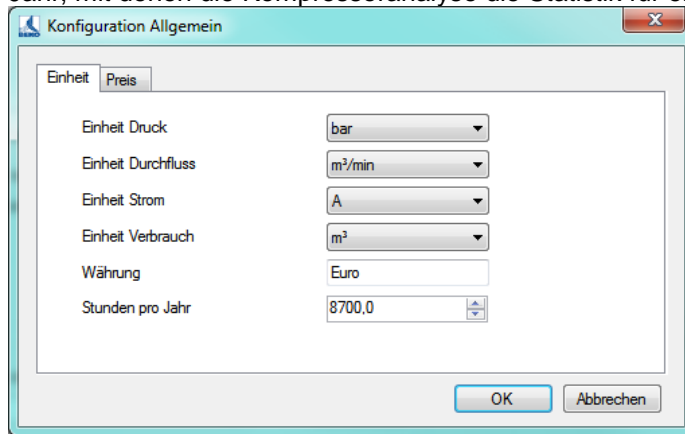 Konfiguration Allgemein
Einheit Preis
Einheit Druck bar
Einheit Durchfluss m³/min
Einheit Strom A
Einheit Verbrauch m³
Währung Euro
Stunden pro Jahr 8700,0
OK Abbrechen